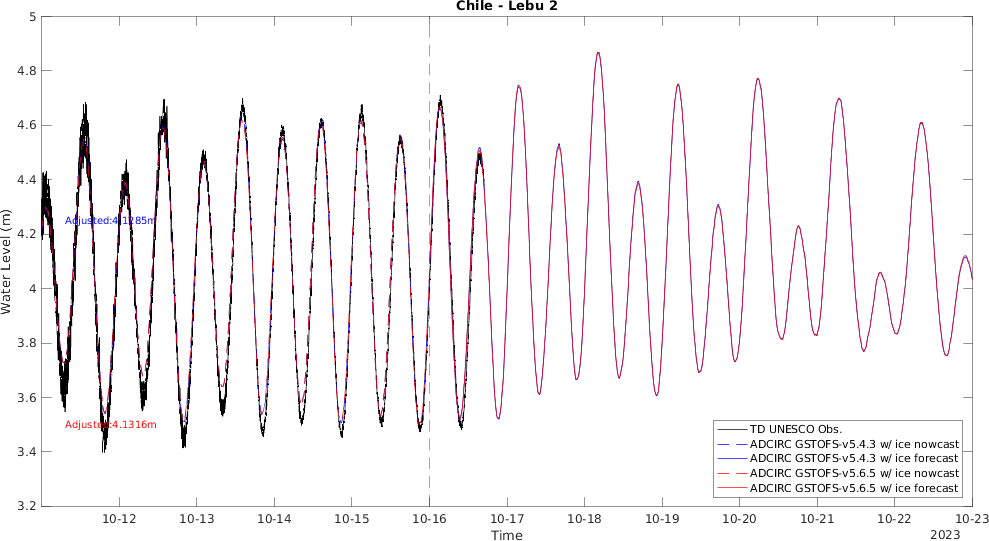 Chile - Lebu 2
Water Level (m)
5
4.8
4.6
4.4
4.2
4
3.8
3.6
3.4
3.2
Adjusted:4.1285m
Adjusted:4.1316m
TD UNESCO Obs.
ADCIRC GSTOFS-v5.4.3 w/ ice nowcast
ADCIRC GSTOFS-v5.4.3 w/ ice forecast
ADCIRC GSTOFS-v5.6.5 w/ ice nowcast
ADCIRC GSTOFS-v5.6.5 w/ ice forecast
10-12 10-13 10-14 10-15 10-16 10-17 10-18 10-19 10-20 10-21 10-22 10-23
Time
2023